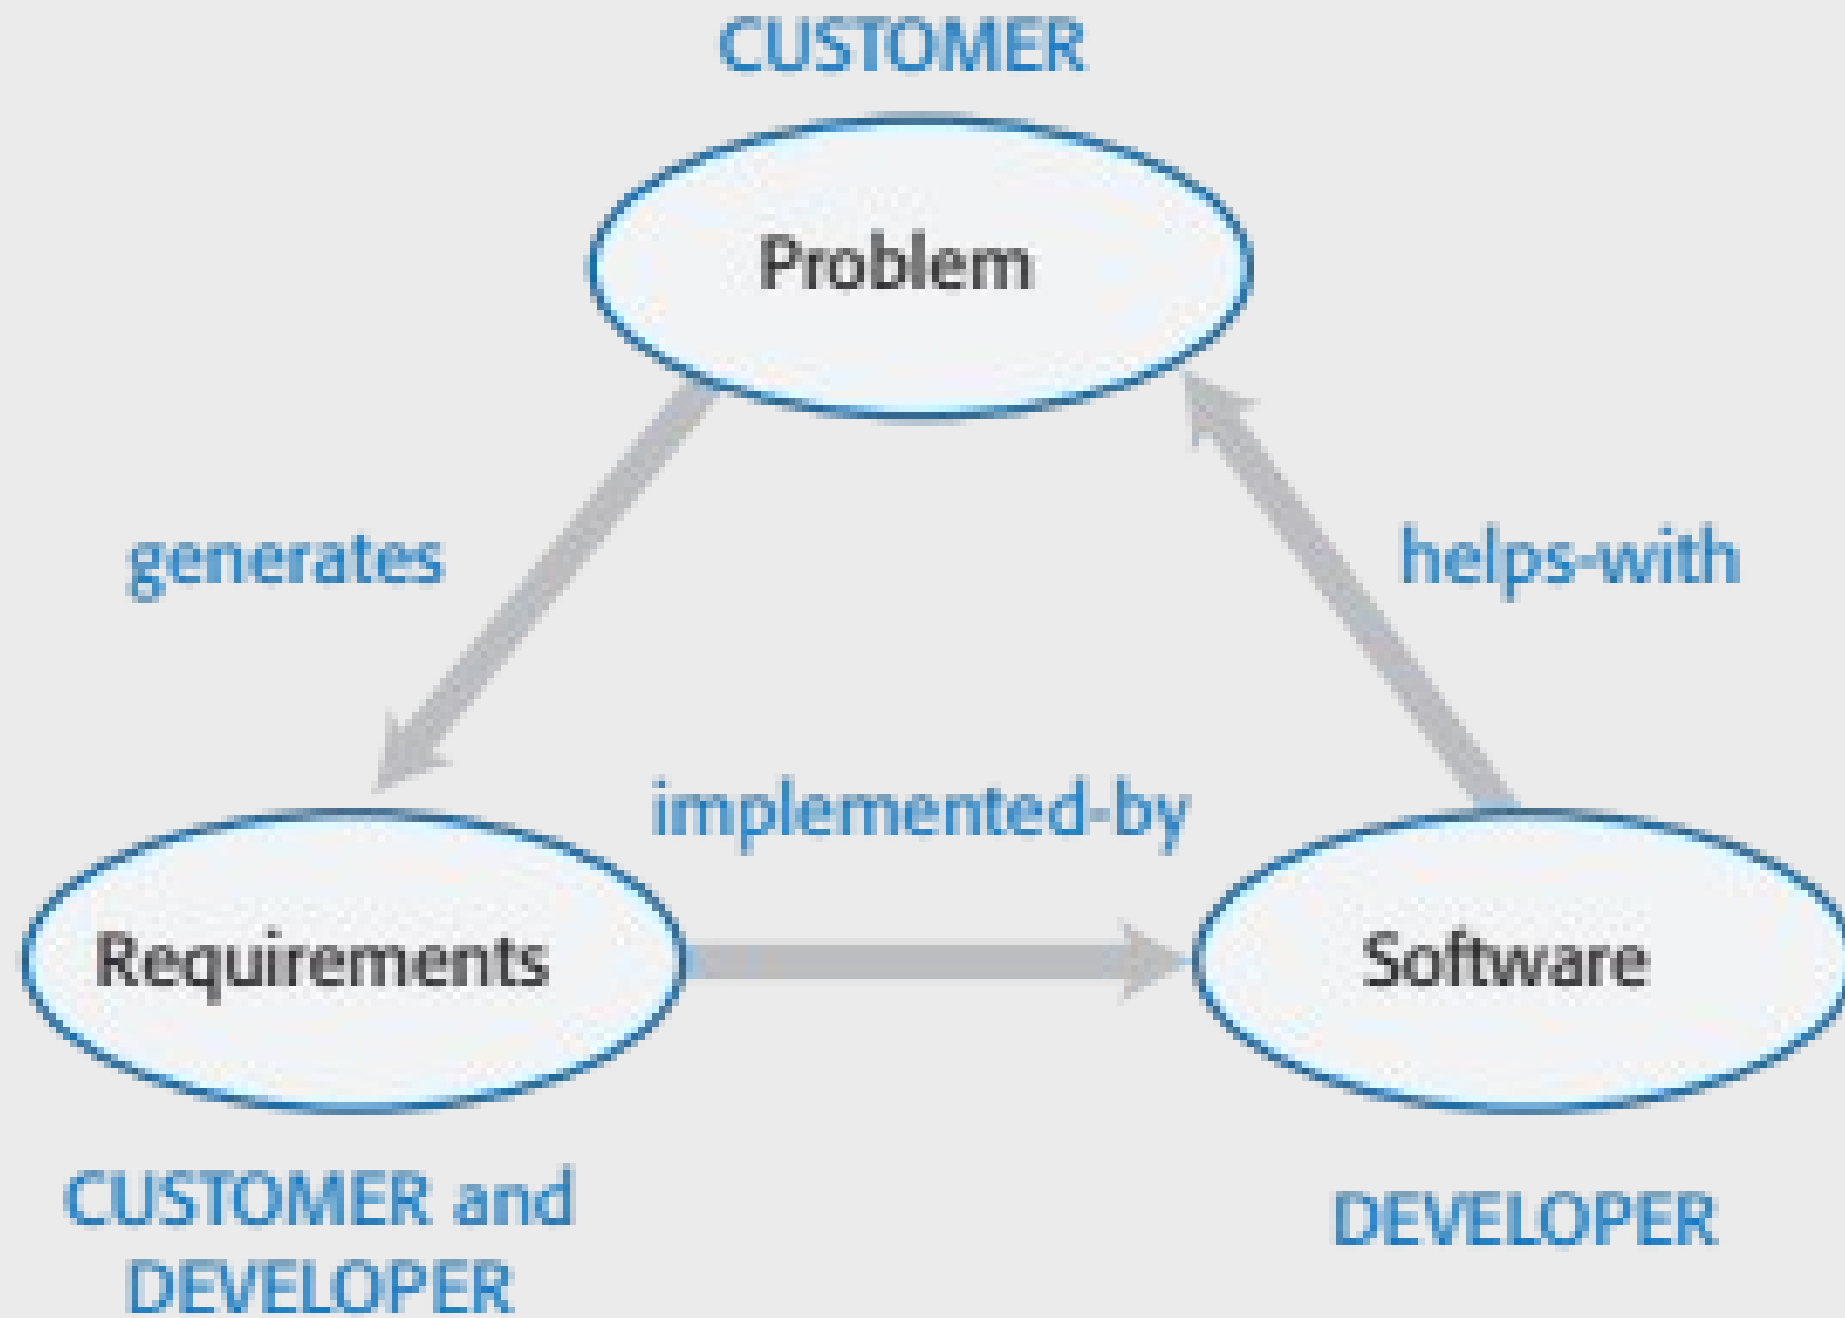 CUSTOMER
Problem
generates
helps-with
implemented-by
Requirements
Software
CUSTOMER and
DEVELOPER
DEVELOPER